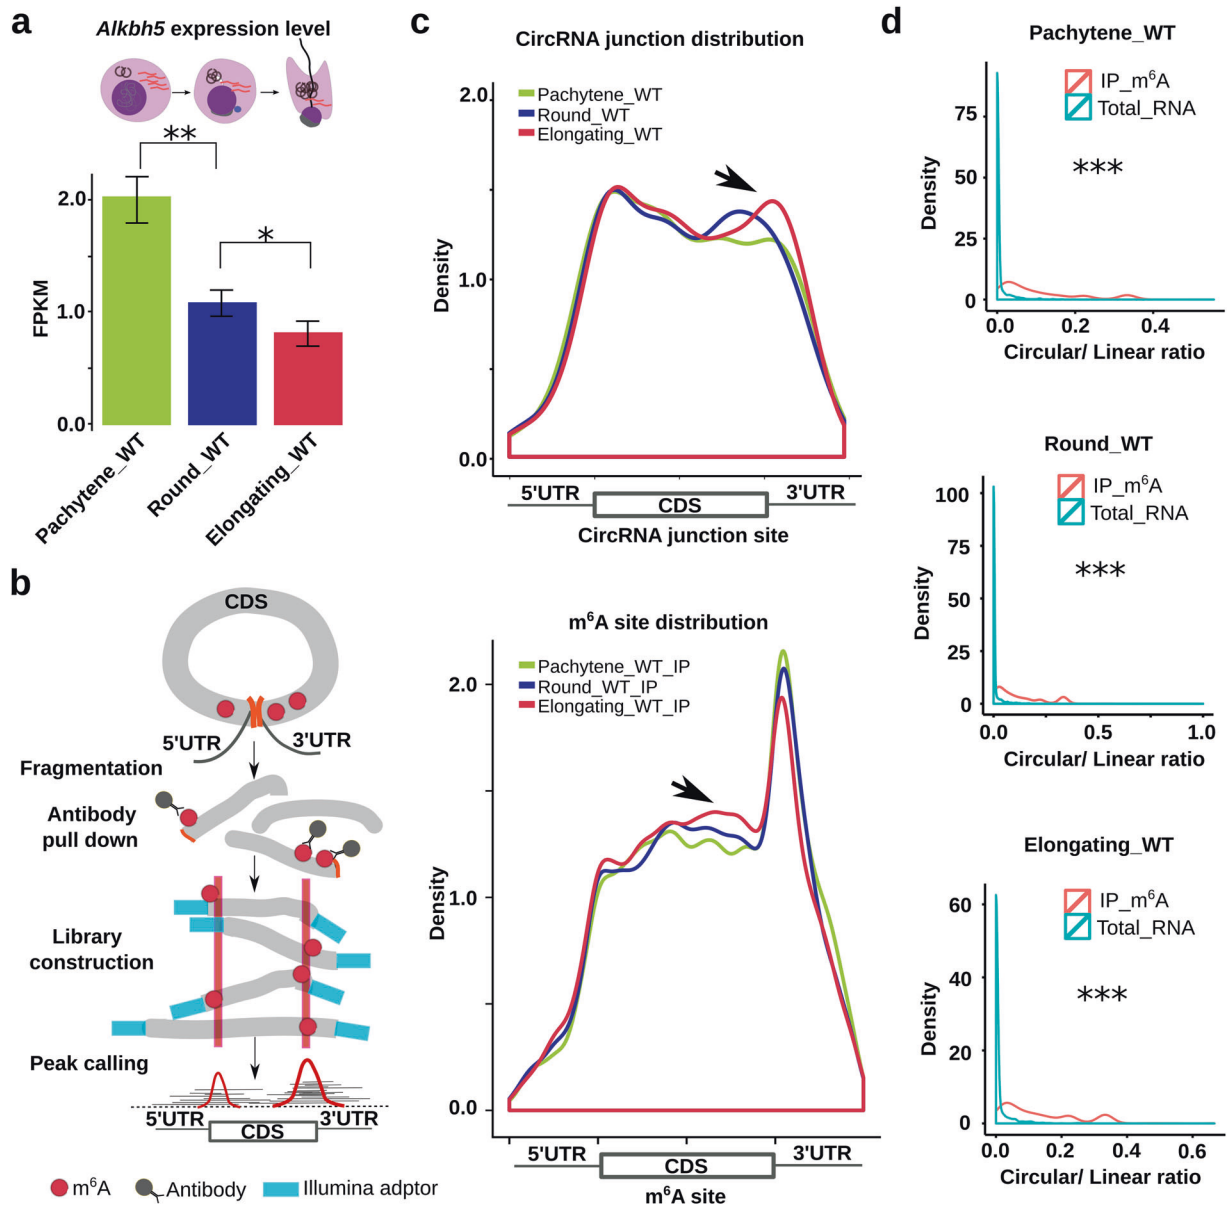 a
Alkbh5 expression level
**
*
FPKM
2.0
1.0
0.0
Pachytene_WT
Round_WT
Elongating_WT
b
CDS
5'UTR
3'UTR
Fragmentation
Antibody
pull down
Library
construction
Peak calling
5'UTR
3'UTR
CDS
m⁶A
Antibody
Illumina adptor
c
CircRNA junction distribution
Pachytene_WT
Round_WT
Elongating_WT
Density
2.0
1.0
0.0
5'UTR
CDS
3'UTR
CircRNA junction site
m⁶A site distribution
Pachytene_WT_IP
Round_WT_IP
Elongating_WT_IP
Density
2.0
1.0
0.0
5'UTR
CDS
3'UTR
m⁶A site
d
Pachytene_WT
IP_m⁶A
Total_RNA
***
Density
75
50
25
0
0.0 0.2 0.4
Circular/ Linear ratio
Round_WT
IP_m⁶A
Total_RNA
***
Density
100
75
50
25
0
0.0 0.5 1.0
Circular/ Linear ratio
Elongating_WT
IP_m⁶A
Total_RNA
***
Density
60
40
20
0
0.0 0.2 0.4 0.6
Circular/ Linear ratio